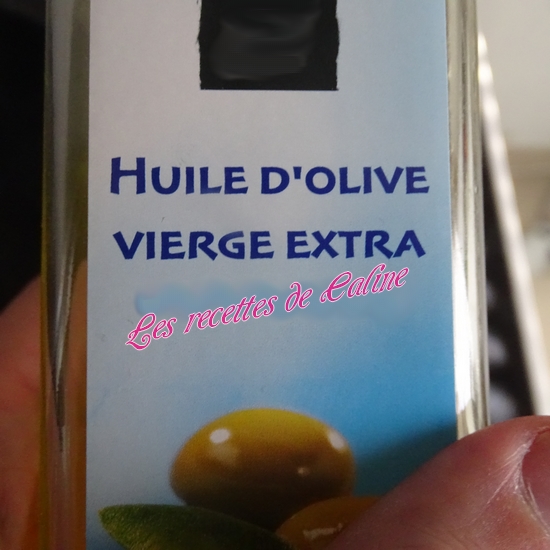 HUILE D'OLIVE
VIERGE EXTRA
Les recettes de Caline